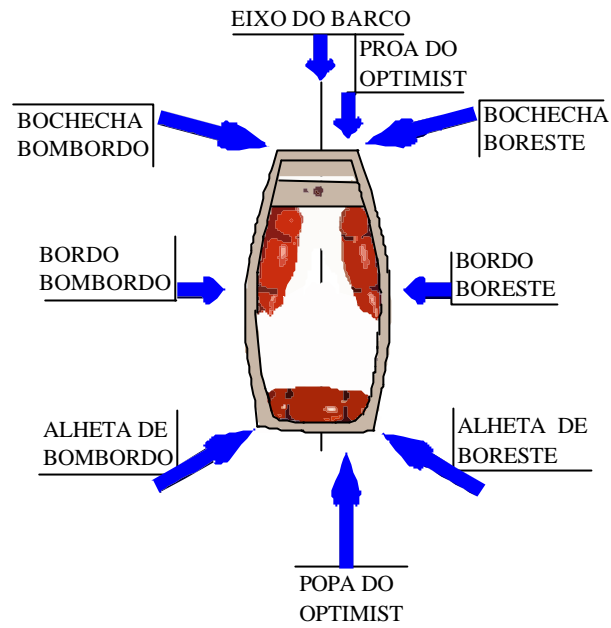 EIXO DO BARCO
PROA DO
OPTIMIST
BOCHECHA
BOMBORDO
BOCHECHA
BORESTE
BORDO
BOMBORDO
BORDO
BORESTE
ALHETA DE
BOMBORDO
ALHETA DE
BORESTE
POPA DO
OPTIMIST